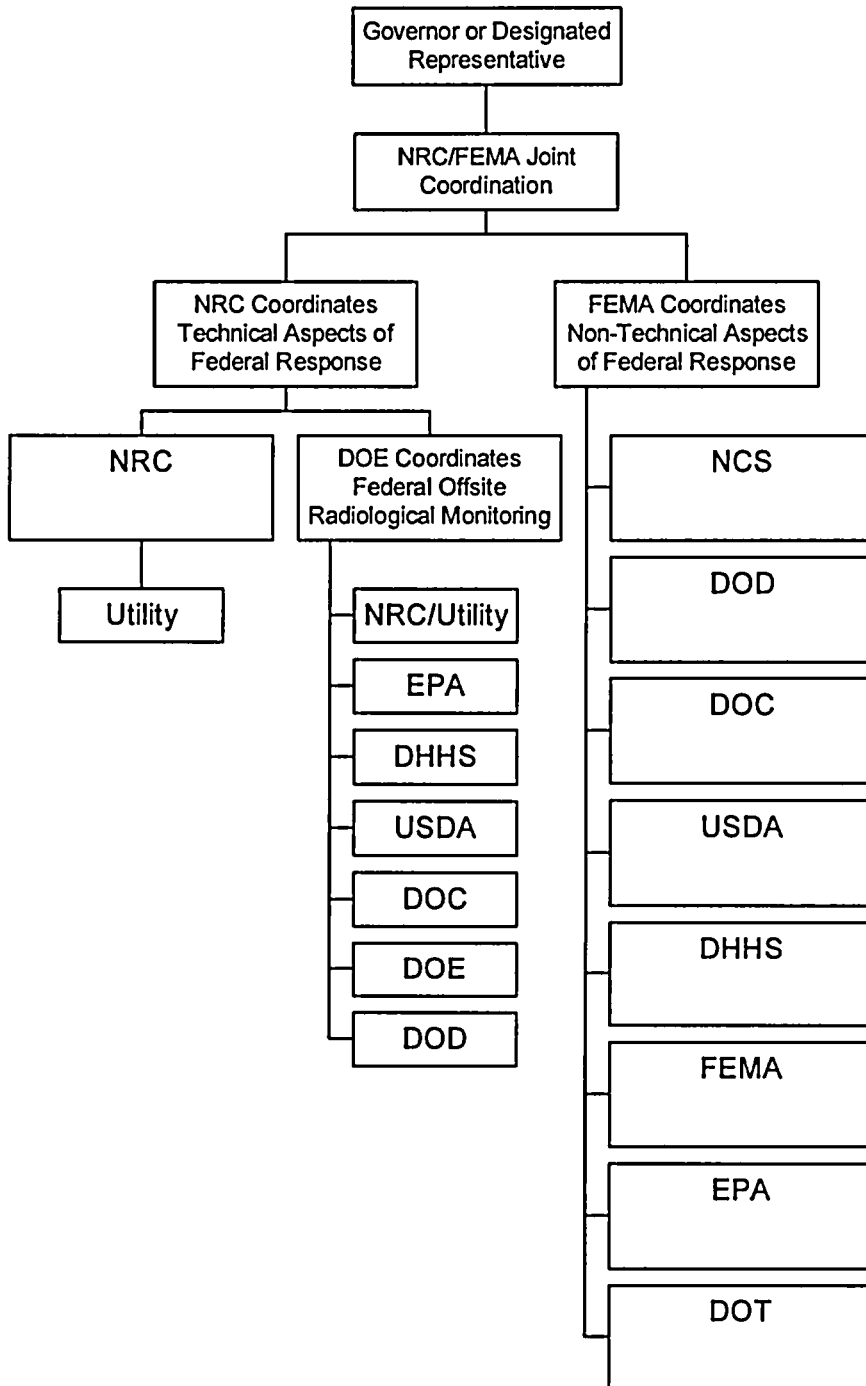 Governor or Designated
Representative
NRC/FEMA Joint
Coordination
NRC Coordinates
Technical Aspects of
Federal Response
FEMA Coordinates
Non-Technical Aspects
of Federal Response
NRC
Utility
DOE Coordinates
Federal Offsite
Radiological Monitoring
NRC/Utility
EPA
DHHS
USDA
DOC
DOE
DOD
NCS
DOD
DOC
USDA
DHHS
FEMA
EPA
DOT